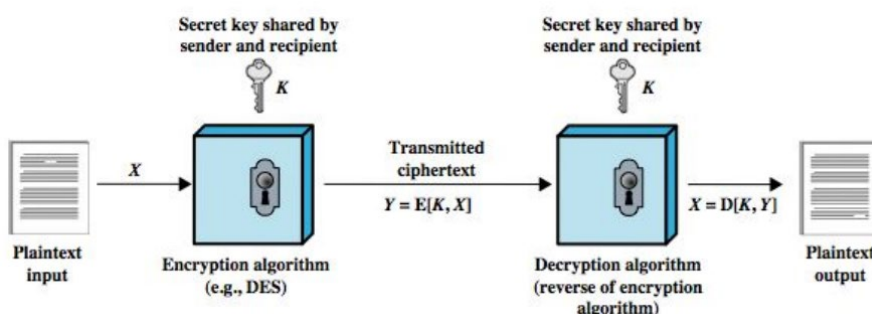 Secret key shared by
sender and recipient
K
Secret key shared by
sender and recipient
K
X
Transmitted
ciphertext
Y = E[K, X]
X = D[K, Y]
Plaintext
input
Encryption algorithm
(e.g., DES)
Decryption algorithm
(reverse of encryption
algorithm)
Plaintext
output